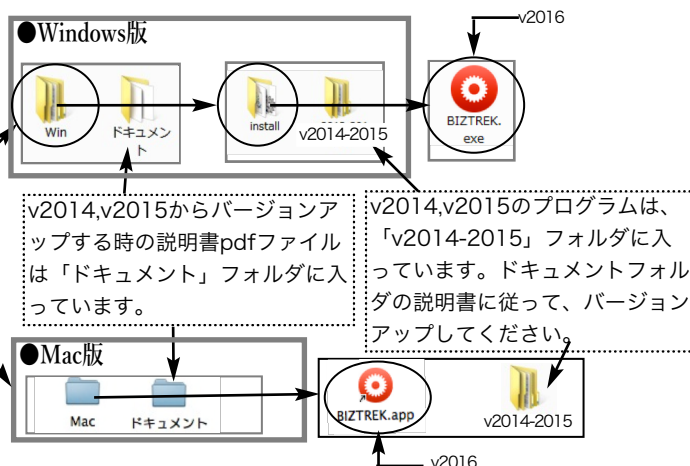 v2016
●Windows版
Win
ドキュメン
ト
install
v2014-2015
BIZTREK.
exe
v2014,v2015からバージョンア
ップする時の説明書pdfファイル
は「ドキュメント」フォルダに入
っています。
v2014,v2015のプログラムは、
「v2014-2015」フォルダに入
っています。ドキュメントフォル
ダの説明書に従って、バージョン
アップしてください。
●Mac版
Mac
ドキュメント
BIZTREK.app
v2014-2015
v2016